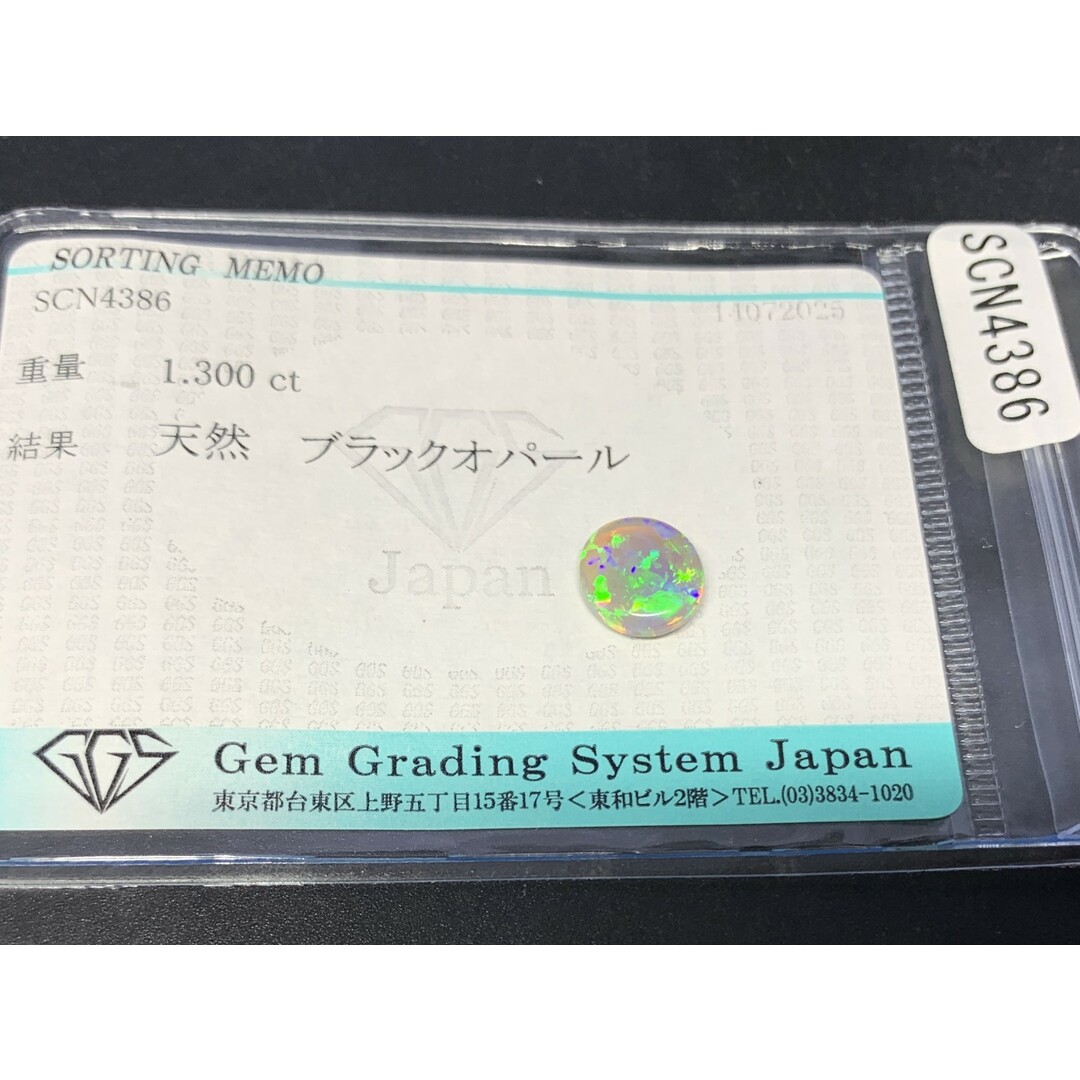 SORTING MEMO
SCN4386
14072025
重量 1.300 ct
結果 天然 ブラックオパール
Japan
GGS Gem Grading System Japan
東京都台東区上野五丁目15番17号＜東和ビル2階＞TEL.(03)3834-1020
SCN4386